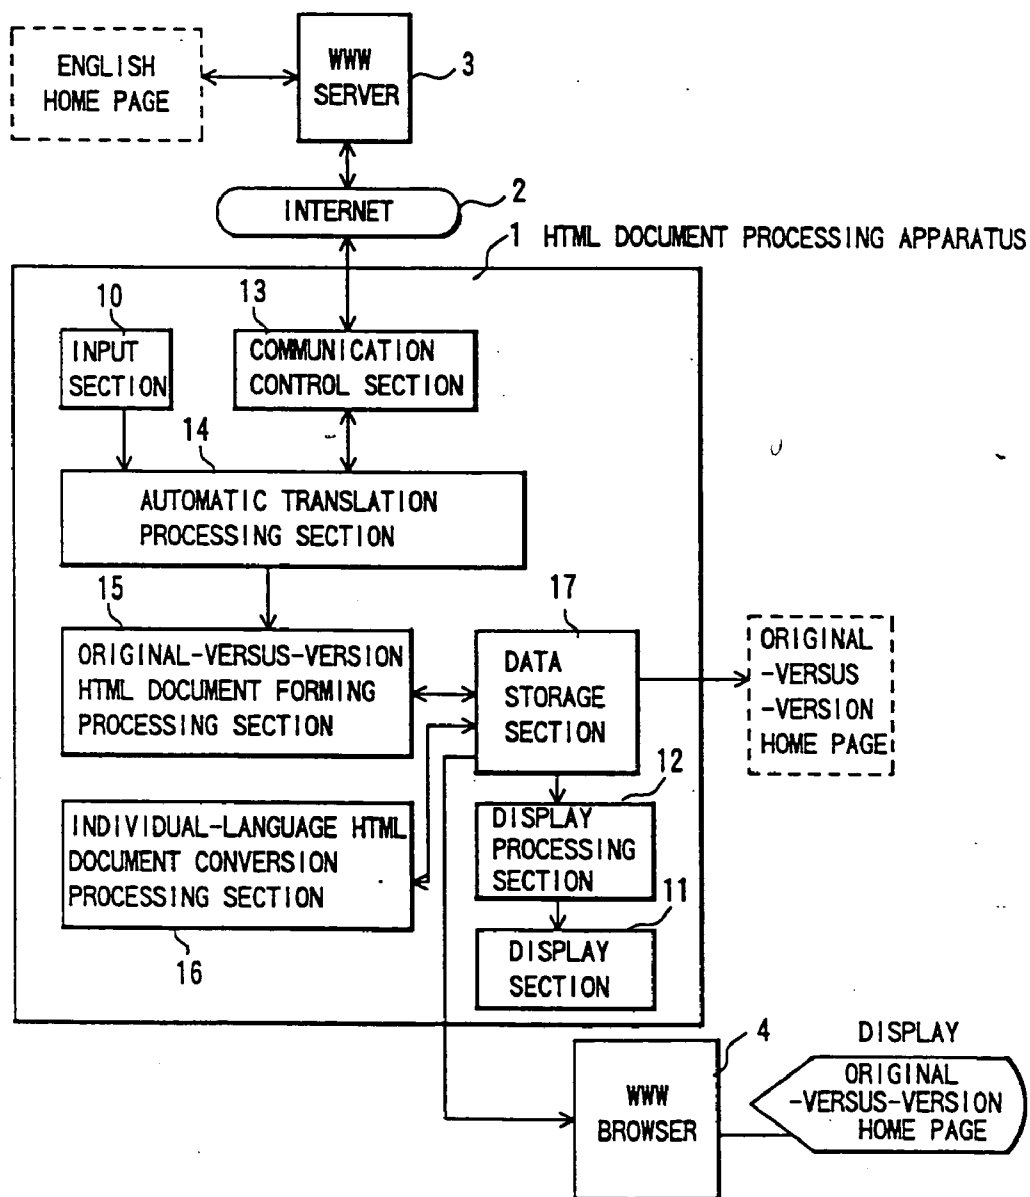 ENGLISH
HOME PAGE
WWW
SERVER
3
INTERNET
2
1 HTML DOCUMENT PROCESSING APPARATUS
10
INPUT
SECTION
13
COMMUNICATION
CONTROL SECTION
14
AUTOMATIC TRANSLATION
PROCESSING SECTION
15
ORIGINAL-VERSUS-VERSION
HTML DOCUMENT FORMING
PROCESSING SECTION
17
DATA
STORAGE
SECTION
ORIGINAL
-VERSUS
-VERSION
HOME PAGE
INDIVIDUAL-LANGUAGE HTML
DOCUMENT CONVERSION
PROCESSING SECTION
16
12
DISPLAY
PROCESSING
SECTION
11
DISPLAY
SECTION
4
WWW
BROWSER
DISPLAY
ORIGINAL
-VERSUS-VERSION
HOME PAGE